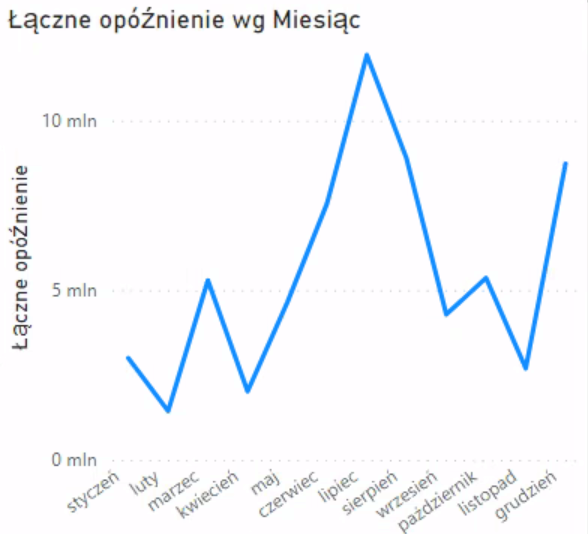 Łączne opóźnienie wg Miesiąc
Łączne opóźnienie
10 mln
5 mln
0 mln
styczeń
luty
marzec
kwiecień
maj
czerwiec
lipiec
sierpień
wrzesień
październik
listopad
grudzień